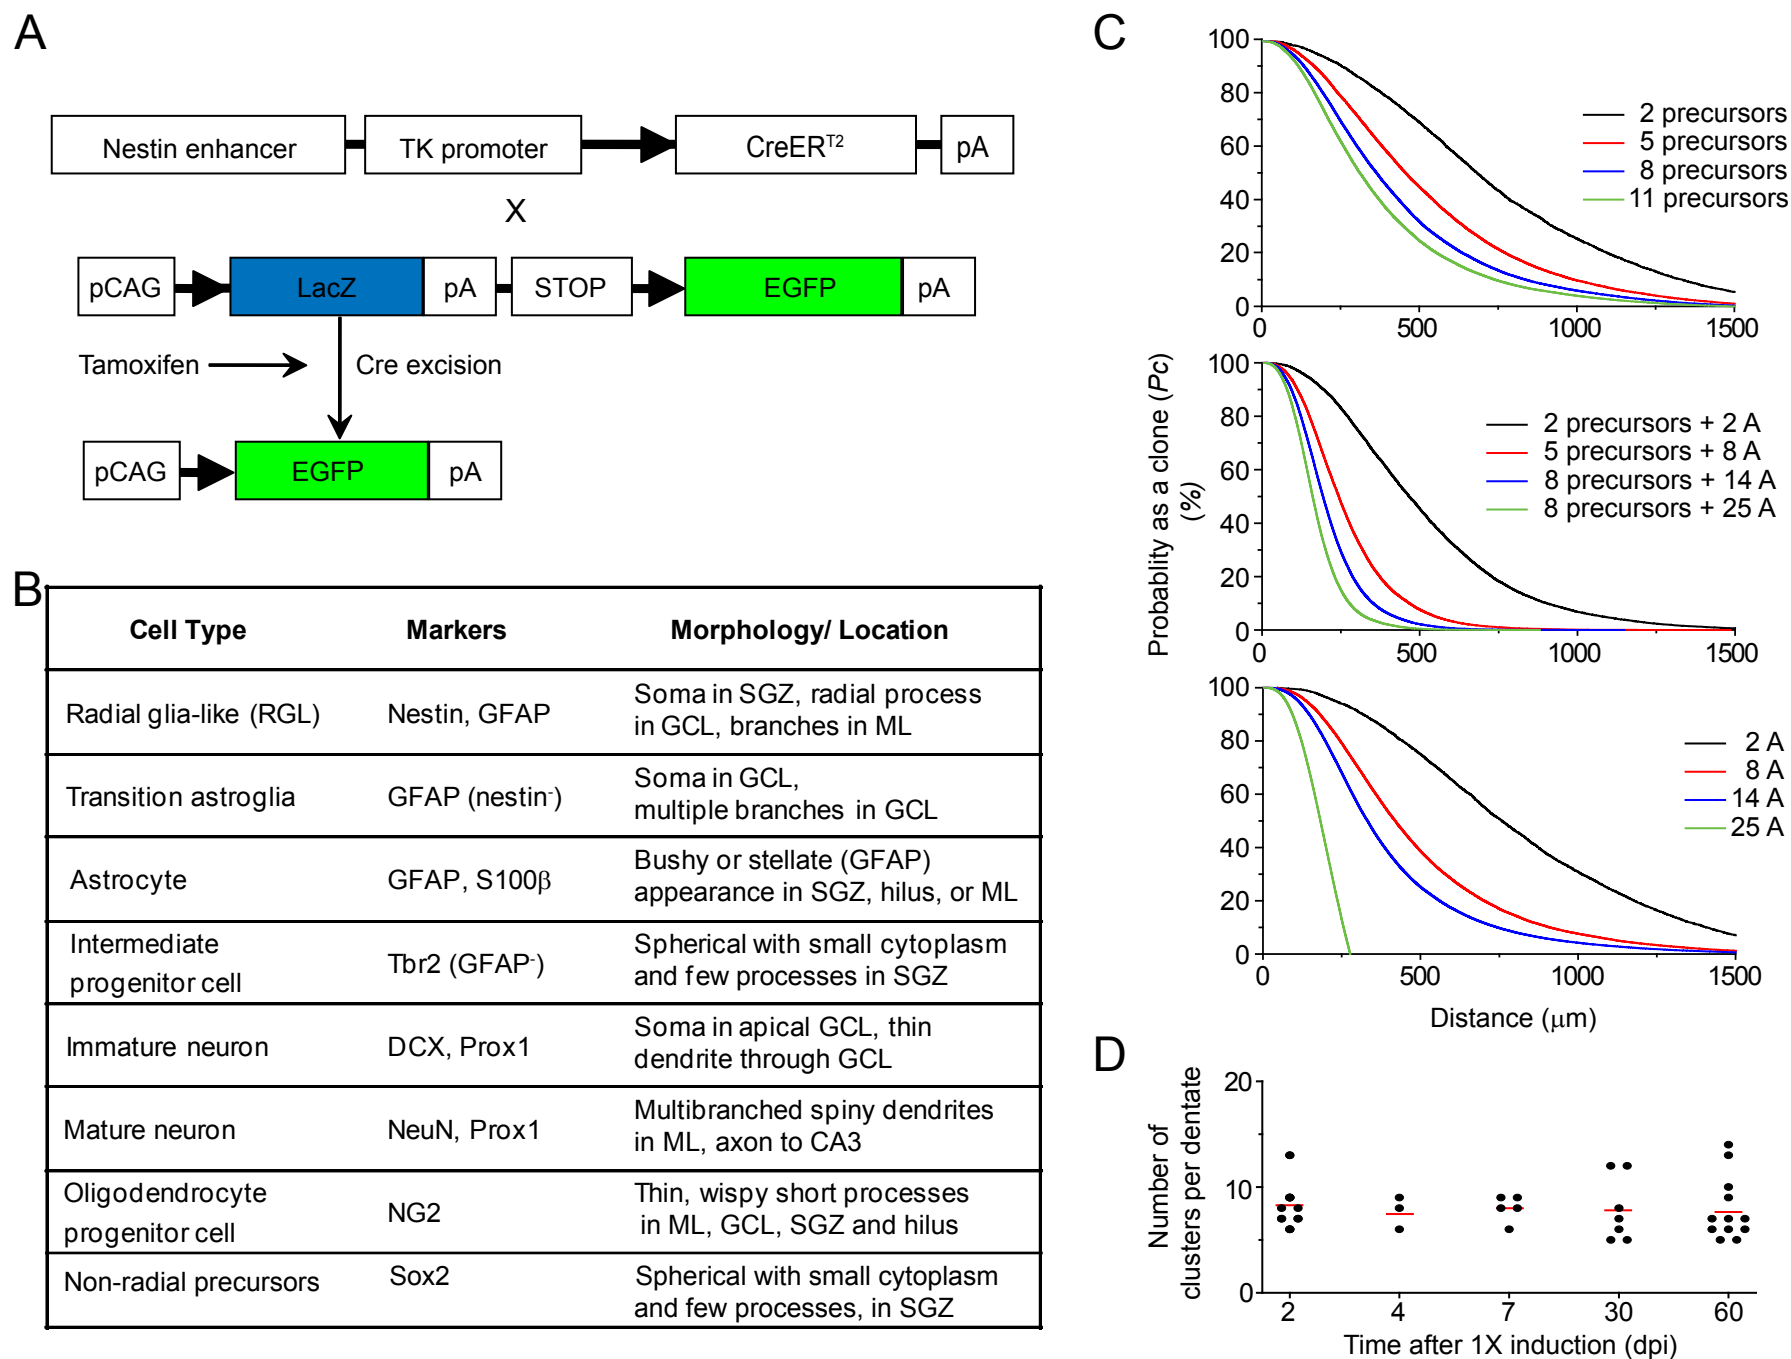 A
Nestin enhancer TK promoter CreERT2 pA
X
pCAG LacZ pA STOP EGFP pA
Tamoxifen Cre excision
pCAG EGFP pA
B
Cell Type Markers Morphology/ Location
Radial glia-like (RGL) Nestin, GFAP Soma in SGZ, radial process
in GCL, branches in ML
Transition astroglia GFAP (nestin-) Soma in GCL,
multiple branches in GCL
Astrocyte GFAP, S100β Bushy or stellate (GFAP)
appearance in SGZ, hilus, or ML
Intermediate
progenitor cell Tbr2 (GFAP-) Spherical with small cytoplasm
and few processes in SGZ
Immature neuron DCX, Prox1 Soma in apical GCL, thin
dendrite through GCL
Mature neuron NeuN, Prox1 Multibranched spiny dendrites
in ML, axon to CA3
Oligodendrocyte
progenitor cell NG2 Thin, wispy short processes
in ML, GCL, SGZ and hilus
Non-radial precursors Sox2 Spherical with small cytoplasm
and few processes, in SGZ
C
Probablity as a clone (Pc)
(%)
100
80
60
40
20
0
0 500 1000 1500
2 precursors
5 precursors
8 precursors
11 precursors
100
80
60
40
20
0
0 500 1000 1500
2 precursors + 2 A
5 precursors + 8 A
8 precursors + 14 A
8 precursors + 25 A
100
80
60
40
20
0
0 500 1000 1500
2 A
8 A
14 A
25 A
Distance (μm)
D
Number of
clusters per dentate
20
10
0
2 4 7 30 60
Time after 1X induction (dpi)